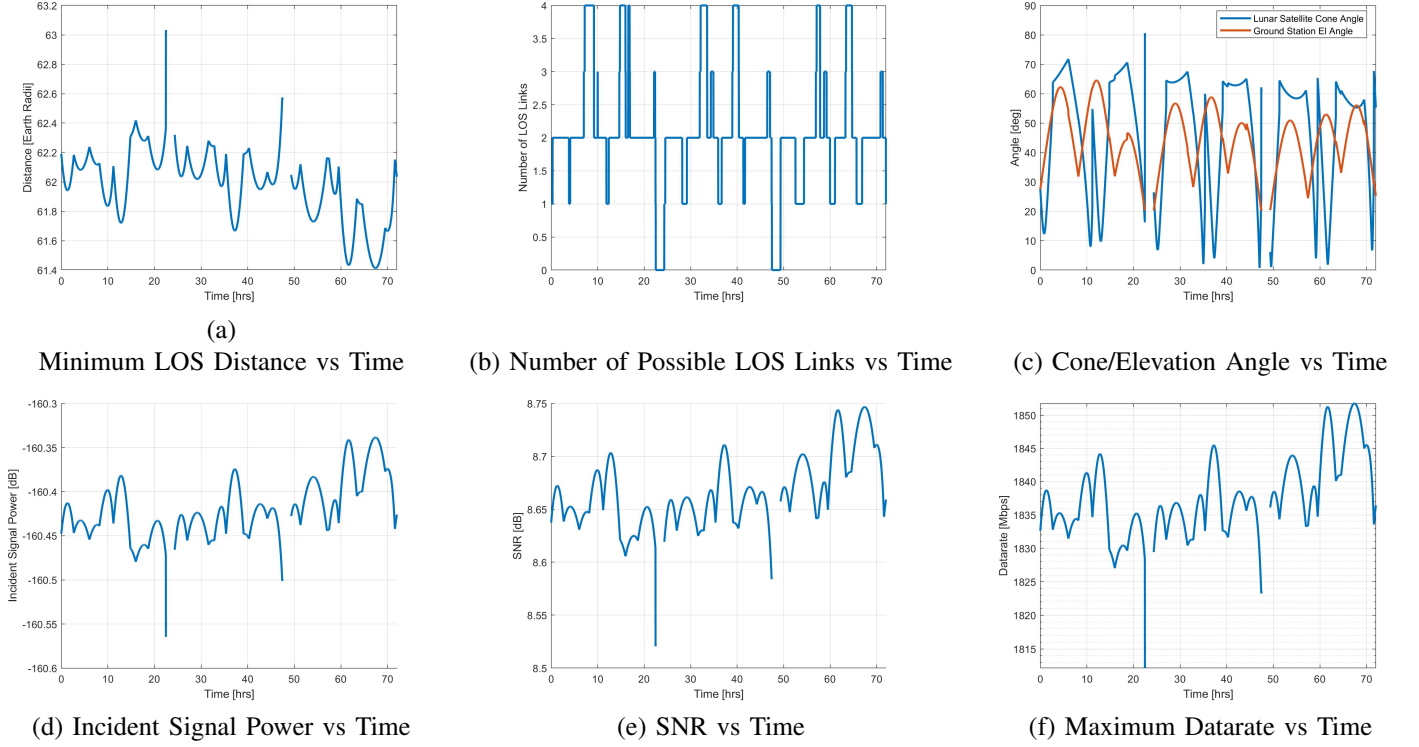 63.2
63
62.8
62.6
62.4
62.2
62
61.8
61.6
61.4
Distance [Earth Radii]
0 10 20 30 40 50 60 70
Time [hrs]
(a)
Minimum LOS Distance vs Time
4
3.5
3
2.5
2
1.5
1
0.5
0
Number of LOS Links
0 10 20 30 40 50 60 70
Time [hrs]
(b) Number of Possible LOS Links vs Time
90
80
70
60
50
40
30
20
10
0
Angle [deg]
Lunar Satellite Cone Angle
Ground Station El Angle
0 10 20 30 40 50 60 70
Time [hrs]
(c) Cone/Elevation Angle vs Time
-160.3
-160.35
-160.4
-160.45
-160.5
-160.55
-160.6
Incident Signal Power [dB]
0 10 20 30 40 50 60 70
Time [hrs]
(d) Incident Signal Power vs Time
8.75
8.7
8.65
8.6
8.55
8.5
SNR [dB]
0 10 20 30 40 50 60 70
Time [hrs]
(e) SNR vs Time
1850
1845
1840
1835
1830
1825
1820
1815
Datarate [Mbps]
0 10 20 30 40 50 60 70
Time [hrs]
(f) Maximum Datarate vs Time